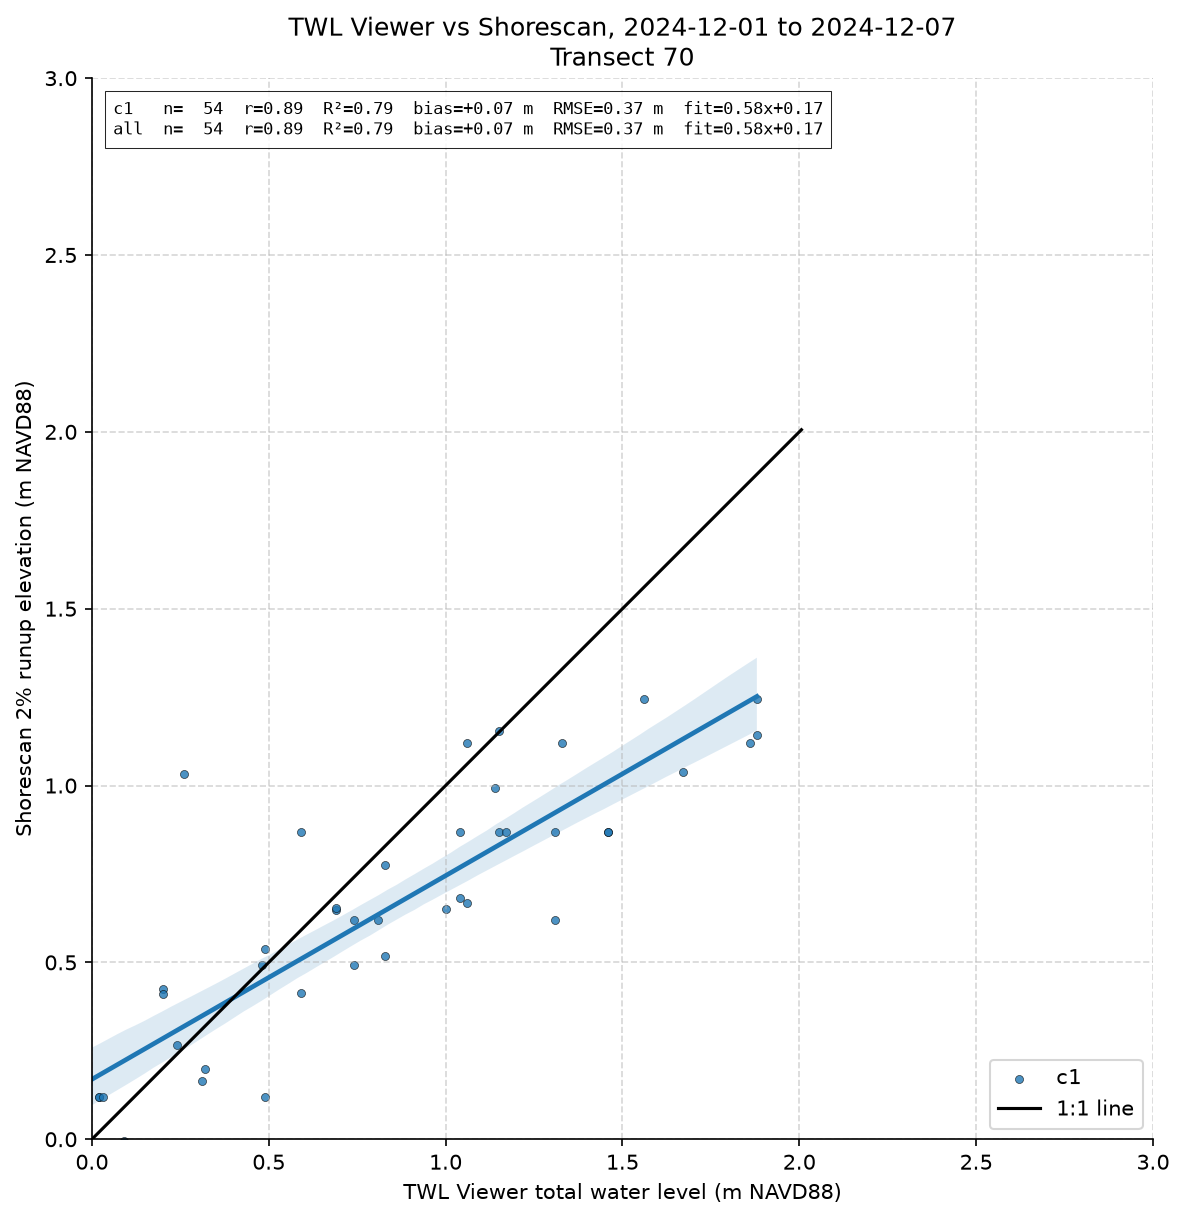 TWL Viewer vs Shorescan, 2024-12-01 to 2024-12-07
Transect 70
c1 n= 54 r=0.89 R²=0.79 bias=+0.07 m RMSE=0.37 m fit=0.58x+0.17
all n= 54 r=0.89 R²=0.79 bias=+0.07 m RMSE=0.37 m fit=0.58x+0.17
3.0
2.5
2.0
1.5
1.0
0.5
0.0
Shorescan 2% runup elevation (m NAVD88)
c1
1:1 line
0.0 0.5 1.0 1.5 2.0 2.5 3.0
TWL Viewer total water level (m NAVD88)